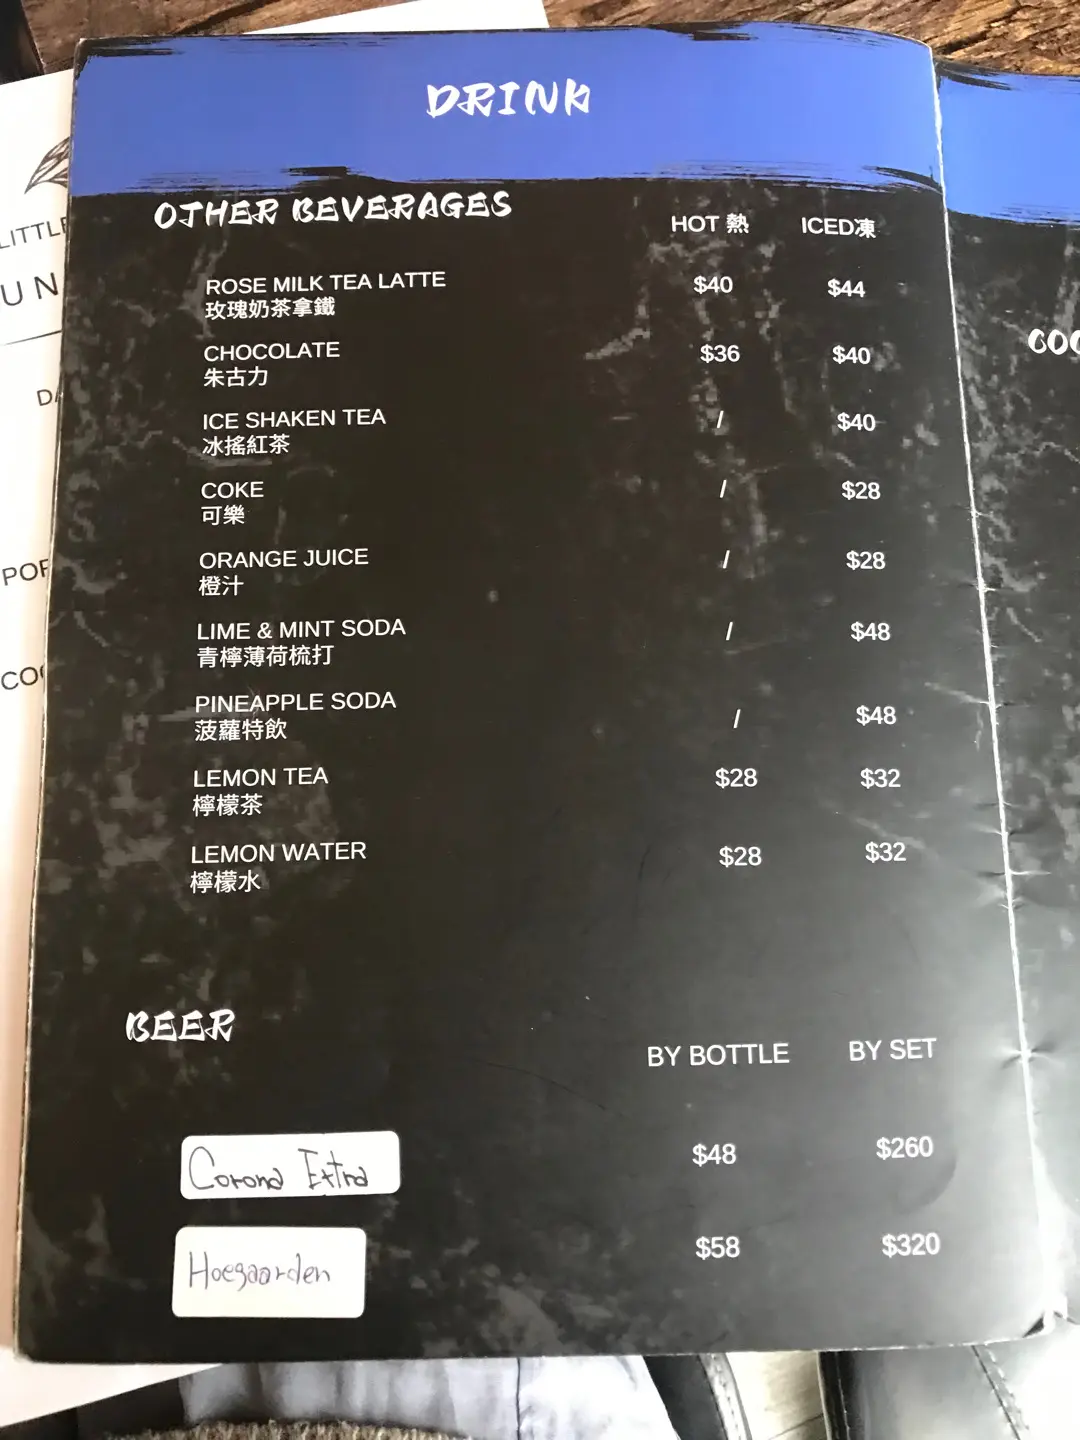 DRINK
OTHER BEVERAGES
HOT 熱 ICED凍
ROSE MILK TEA LATTE $40 $44
玫瑰奶茶拿鐵
CHOCOLATE $36 $40
朱古力
ICE SHAKEN TEA / $40
冰搖紅茶
COKE / $28
可樂
ORANGE JUICE / $28
橙汁
LIME & MINT SODA / $48
青檸薄荷梳打
PINEAPPLE SODA / $48
菠蘿特飲
LEMON TEA $28 $32
檸檬茶
LEMON WATER $28 $32
檸檬水
BEER
BY BOTTLE BY SET
Corona Extra $48 $260
Hoegaarden $58 $320
LITTLE
UN